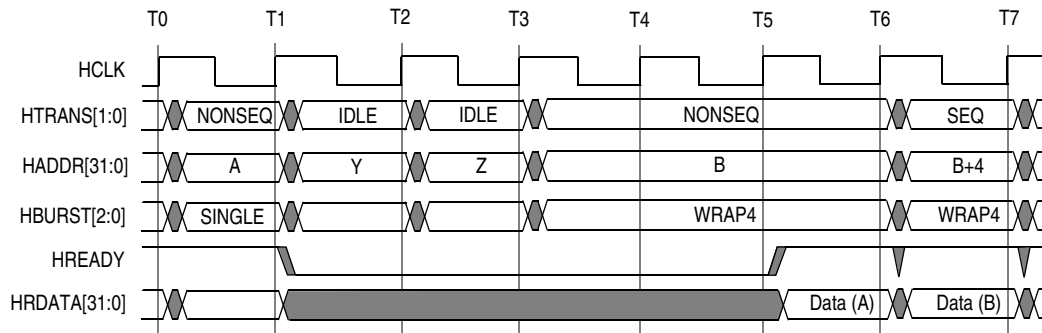 T0 T1 T2 T3 T4 T5 T6 T7
HCLK
HTRANS[1:0] NONSEQ IDLE IDLE NONSEQ SEQ
HADDR[31:0] A Y Z B B+4
HBURST[2:0] SINGLE WRAP4 WRAP4
HREADY
HRDATA[31:0] Data (A) Data (B)